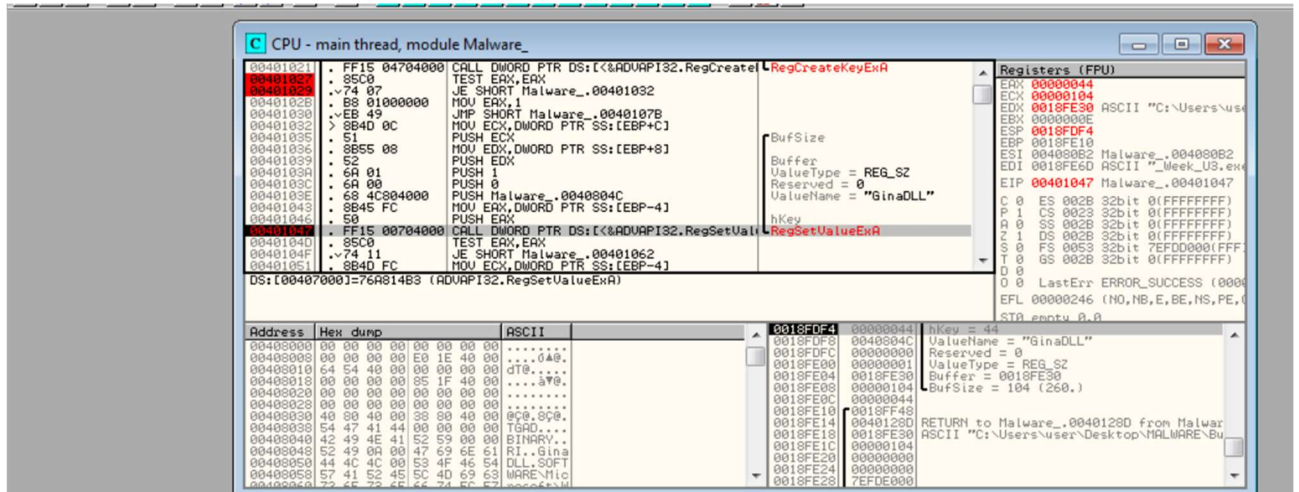 C CPU - main thread, module Malware_
00401021 . FF15 04704000 CALL DWORD PTR DS:[<&ADVAPI32.RegCreateI RegCreateKeyExA
00401027 . 85C0 TEST EAX,EAX
00401029 .v74 07 JE SHORT Malware_.00401032
0040102B . B8 01000000 MOV EAX,1
00401030 .vEB 49 JMP SHORT Malware_.0040107B
00401032 > 8B4D 0C MOV ECX,DWORD PTR SS:[EBP+C]
00401035 . 51 PUSH ECX BufSize
00401036 . 8B55 08 MOV EDX,DWORD PTR SS:[EBP+8]
00401039 . 52 PUSH EDX Buffer
0040103A . 6A 01 PUSH 1 ValueType = REG_SZ
0040103C . 6A 00 PUSH 0 Reserved = 0
0040103E . 68 4C804000 PUSH Malware_.0040804C ValueName = "GinaDLL"
00401043 . 8B45 FC MOV EAX,DWORD PTR SS:[EBP-4]
00401046 . 50 PUSH EAX hKey
00401047 . FF15 00704000 CALL DWORD PTR DS:[<&ADVAPI32.RegSetVal RegSetValueExA
0040104D . 85C0 TEST EAX,EAX
0040104F .v74 11 JE SHORT Malware_.00401062
00401051 . 8B4D FC MOV ECX,DWORD PTR SS:[EBP-4]
DS:[00407000]=76A814B3 (ADVAPI32.RegSetValueExA)
Registers (FPU)
EAX 00000044
ECX 00000104
EDX 0018FE30 ASCII "C:\Users\use
EBX 0000000E
ESP 0018FDF4
EBP 0018FE10
ESI 004080B2 Malware_.004080B2
EDI 0018FE6D ASCII "_Week_U3.exe
EIP 00401047 Malware_.00401047
C 0 ES 002B 32bit 0(FFFFFFFF)
P 1 CS 0023 32bit 0(FFFFFFFF)
A 0 SS 002B 32bit 0(FFFFFFFF)
Z 1 DS 002B 32bit 0(FFFFFFFF)
S 0 FS 0053 32bit 7EFDD000(FFF
T 0 GS 002B 32bit 0(FFFFFFFF)
D 0
O 0 LastErr ERROR_SUCCESS (0000
EFL 00000246 (NO,NB,E,BE,NS,PE,
ST0 empty 0.0
Address Hex dump ASCII
00408000 00 00 00 00 00 00 00 00 ........
00408008 00 00 00 00 E0 1E 40 00 ....Ó▲@.
00408010 64 54 40 00 00 00 00 00 dT@.....
00408018 00 00 00 00 85 1F 40 00 ....à▼@.
00408020 00 00 00 00 00 00 00 00 ........
00408028 00 00 00 00 00 00 00 00 ........
00408030 40 80 40 00 38 80 40 00 @Ç@.8Ç@.
00408038 54 47 41 44 00 00 00 00 TGAD....
00408040 42 49 4E 41 52 59 00 00 BINARY..
00408048 52 49 0A 00 47 69 6E 61 RI..Gina
00408050 44 4C 4C 00 53 4F 46 54 DLL.SOFT
00408058 57 41 52 45 5C 4D 69 63 WARE\Mic
0018FDF4 00000044 hKey = 44
0018FDF8 0040804C ValueName = "GinaDLL"
0018FDFC 00000000 Reserved = 0
0018FE00 00000001 ValueType = REG_SZ
0018FE04 0018FE30 Buffer = 0018FE30
0018FE08 00000104 BufSize = 104 (260.)
0018FE0C 00000044
0018FE10 0018FF48
0018FE14 0040128D RETURN to Malware_.0040128D from Malwar
0018FE18 0018FE30 ASCII "C:\Users\user\Desktop\MALWARE\Bu
0018FE1C 00000104
0018FE20 00000000
0018FE24 00000000
0018FE28 7EFDE000